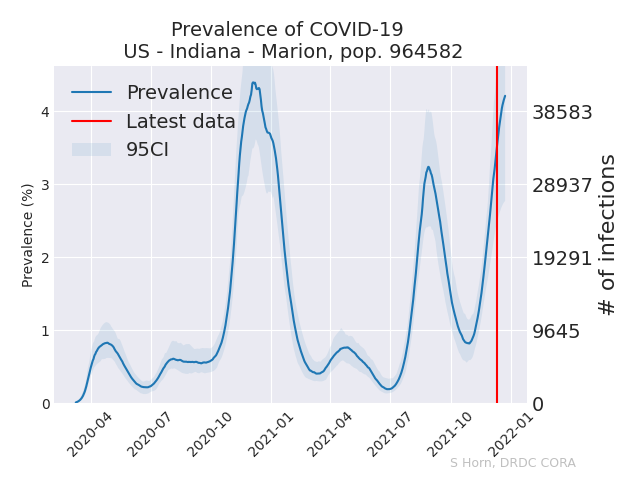 Prevalence of COVID-19
US - Indiana - Marion, pop. 964582
Prevalence
Latest data
95CI
Prevalence (%)
4
3
2
1
0
38583
28937
19291
9645
0
# of infections
2020-04
2020-07
2020-10
2021-01
2021-04
2021-07
2021-10
2022-01
S Horn, DRDC CORA